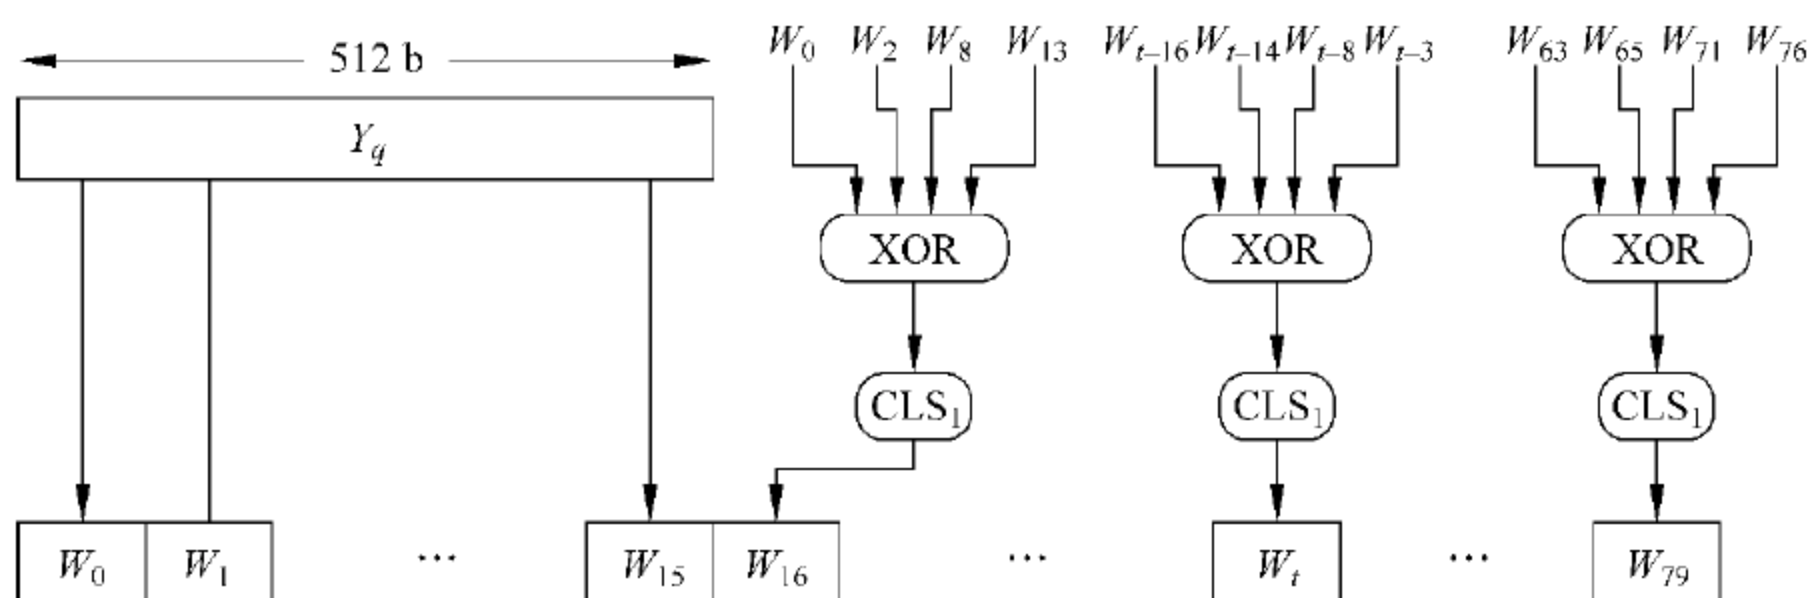 512 b
W₀ W₂ W₈ W₁₃ Wₜ₋₁₆ Wₜ₋₁₄ Wₜ₋₈ Wₜ₋₃ W₆₃ W₆₅ W₇₁ W₇₆
Y_q
XOR XOR XOR
CLS₁ CLS₁ CLS₁
W₀ W₁ ... W₁₅ W₁₆ ... Wₜ ... W₇₉